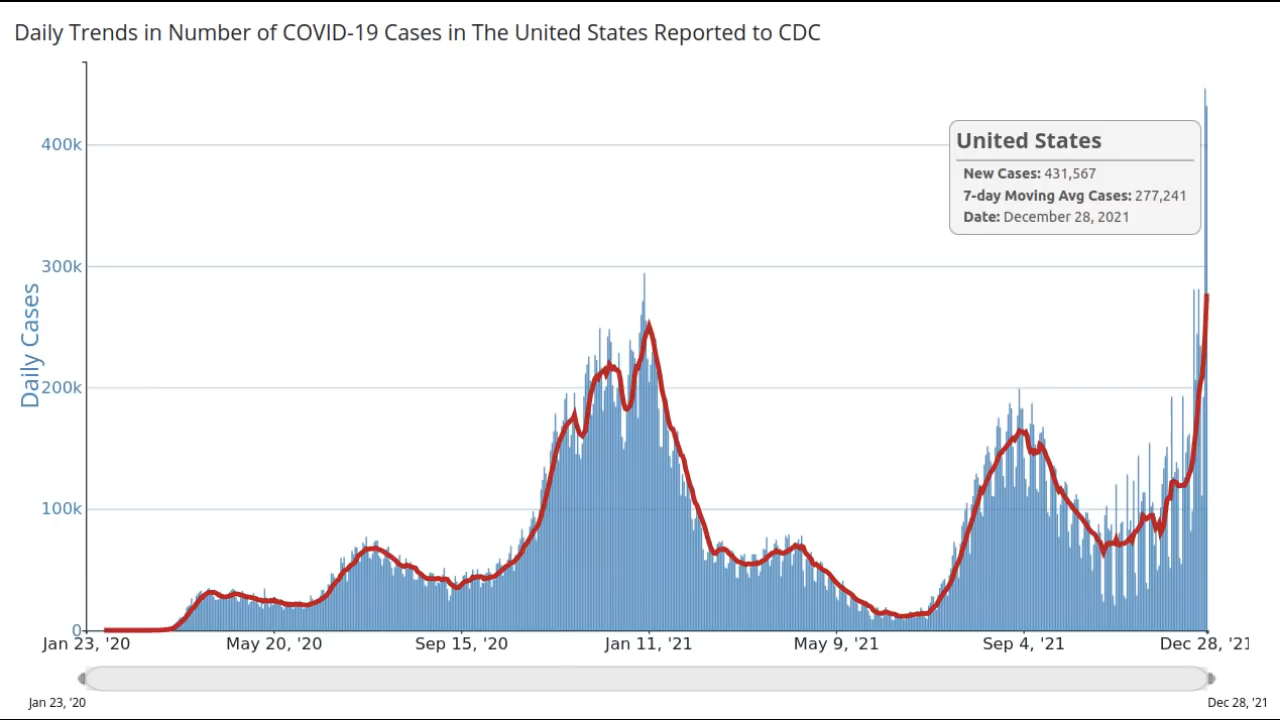 Daily Trends in Number of COVID-19 Cases in The United States Reported to CDC
Daily Cases
400k
300k
200k
100k
0
United States
New Cases: 431,567
7-day Moving Avg Cases: 277,241
Date: December 28, 2021
Jan 23, '20 May 20, '20 Sep 15, '20 Jan 11, '21 May 9, '21 Sep 4, '21 Dec 28, '21
Jan 23, '20 Dec 28, '21